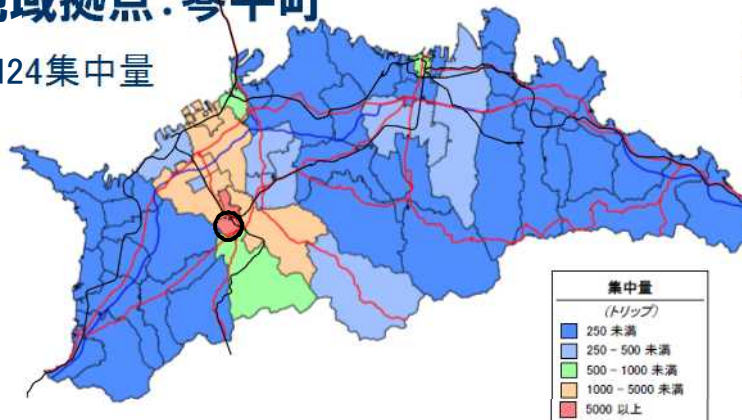 地域拠点：琴平町
H24集中量
集中量
(トリップ)
250 未満
250 - 500 未満
500 - 1000 未満
1000 - 5000 未満
5000 以上